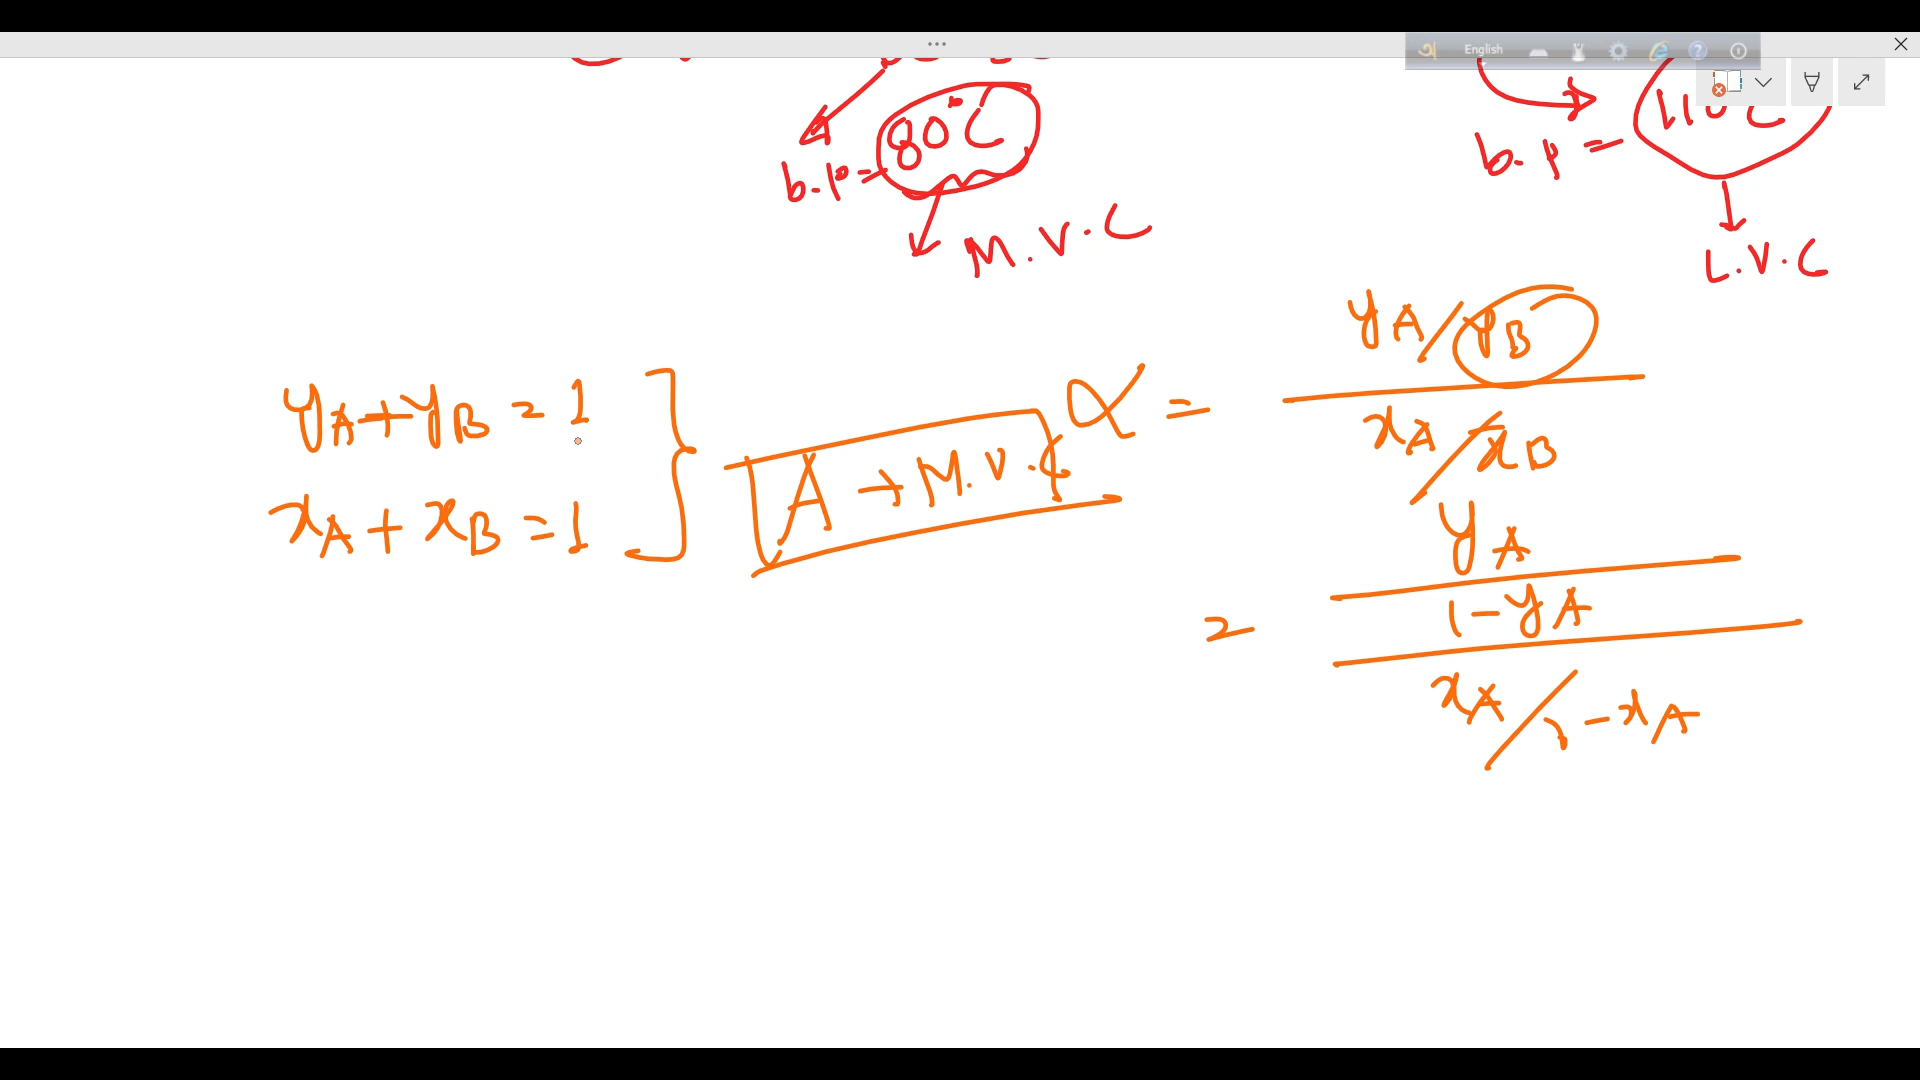 English
b.p = 80°C
b.p = 110°C
M.V.C
L.V.C
yA + yB = 1
xA + xB = 1
A → M.V.C
α = yA/yB
xA/xB
= yA
1 - yA
xA/1 - xA